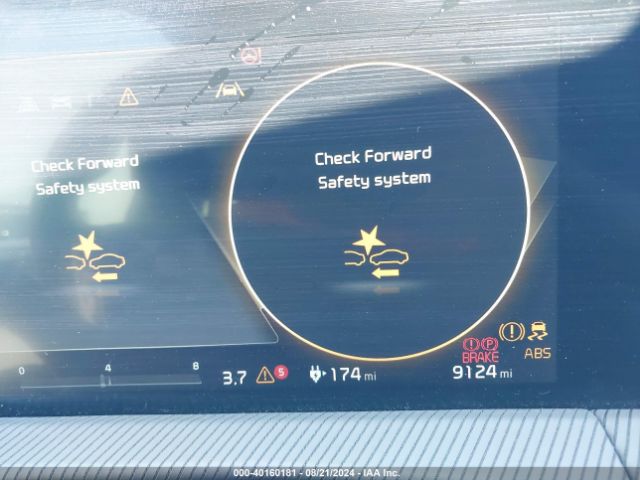 Check Forward
Safety system
Check Forward
Safety system
0 4 8
3.7 5 174 mi
P
BRAKE
ABS
9124 mi
000-40160181 - 08/21/2024 - IAA Inc.